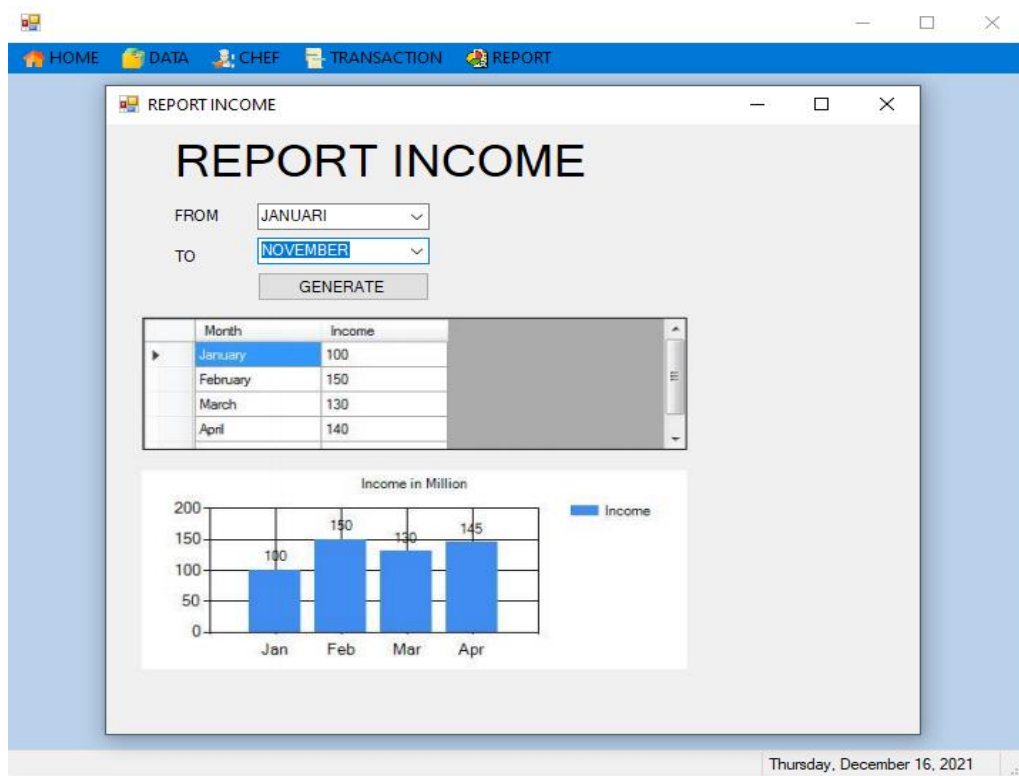 HOME DATA CHEF TRANSACTION REPORT
REPORT INCOME
REPORT INCOME
FROM JANUARI
TO NOVEMBER
GENERATE
Month Income
January 100
February 150
March 130
April 140
Income in Million
200
150
100
50
0
100
150
130
145
Jan Feb Mar Apr
Income
Thursday, December 16, 2021